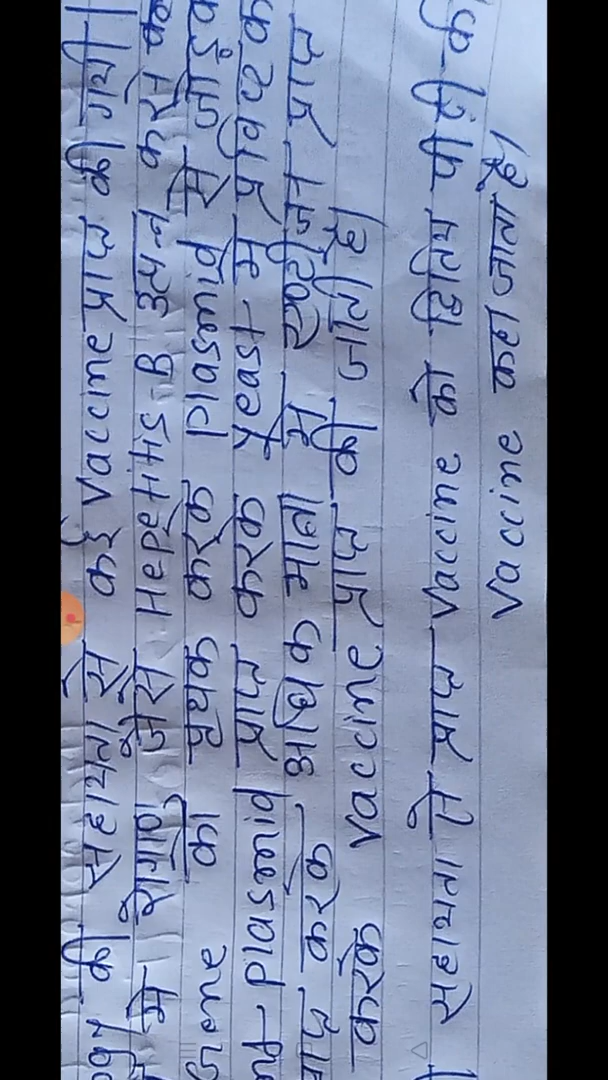 की सहायता से कई Vaccine प्राप्त की गयी।
में। रोगाणु जैसे Hepetitis-B उत्पन्न करने
Gene को पृथक करके Plasmid से जोड़क
Plasmid प्राप्त करके Yeast में प्रविष्ट क
करके अधिक मात्रा में एण्टीजन प्राप्त
करके Vaccine प्राप्त की जाती है।
सहायता से प्राप्त Vaccine को द्वितिय पीढ़ी की
Vaccine कहा जाता है।